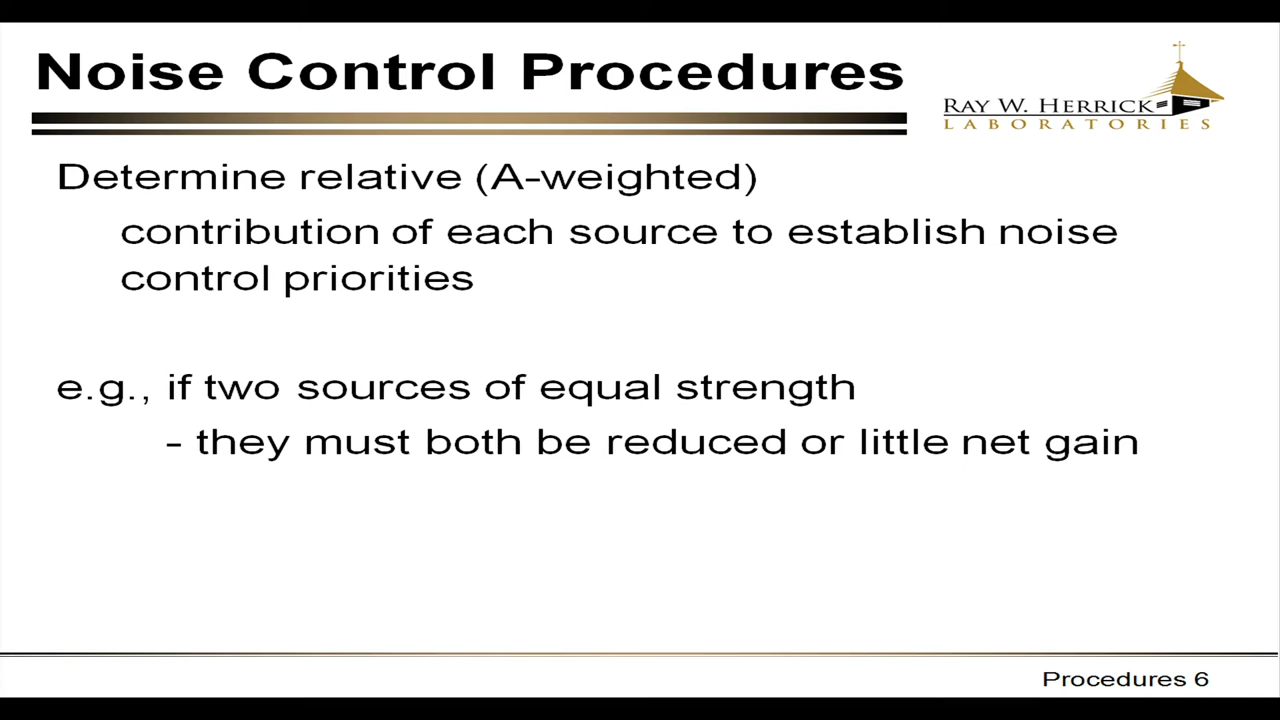 Noise Control Procedures
RAY W. HERRICK
LABORATORIES
Determine relative (A-weighted)
contribution of each source to establish noise
control priorities
e.g., if two sources of equal strength
- they must both be reduced or little net gain
Procedures 6